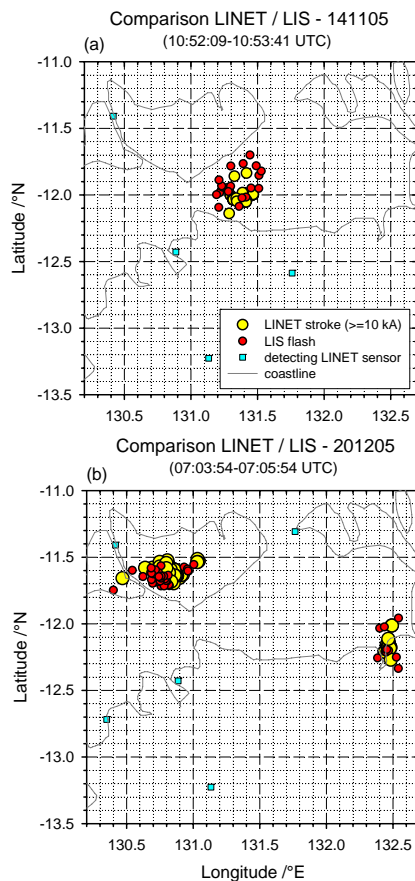 Comparison LINET / LIS - 141105
(a)
(10:52:09-10:53:41 UTC)
-11.0
-11.5
-12.0
-12.5
-13.0
-13.5
Latitude /°N
LINET stroke (>=10 kA)
LIS flash
detecting LINET sensor
coastline
130.5
131.0
131.5
132.0
132.5
Comparison LINET / LIS - 201205
(b)
(07:03:54-07:05:54 UTC)
-11.0
-11.5
-12.0
-12.5
-13.0
-13.5
Latitude /°N
130.5
131.0
131.5
132.0
132.5
Longitude /°E